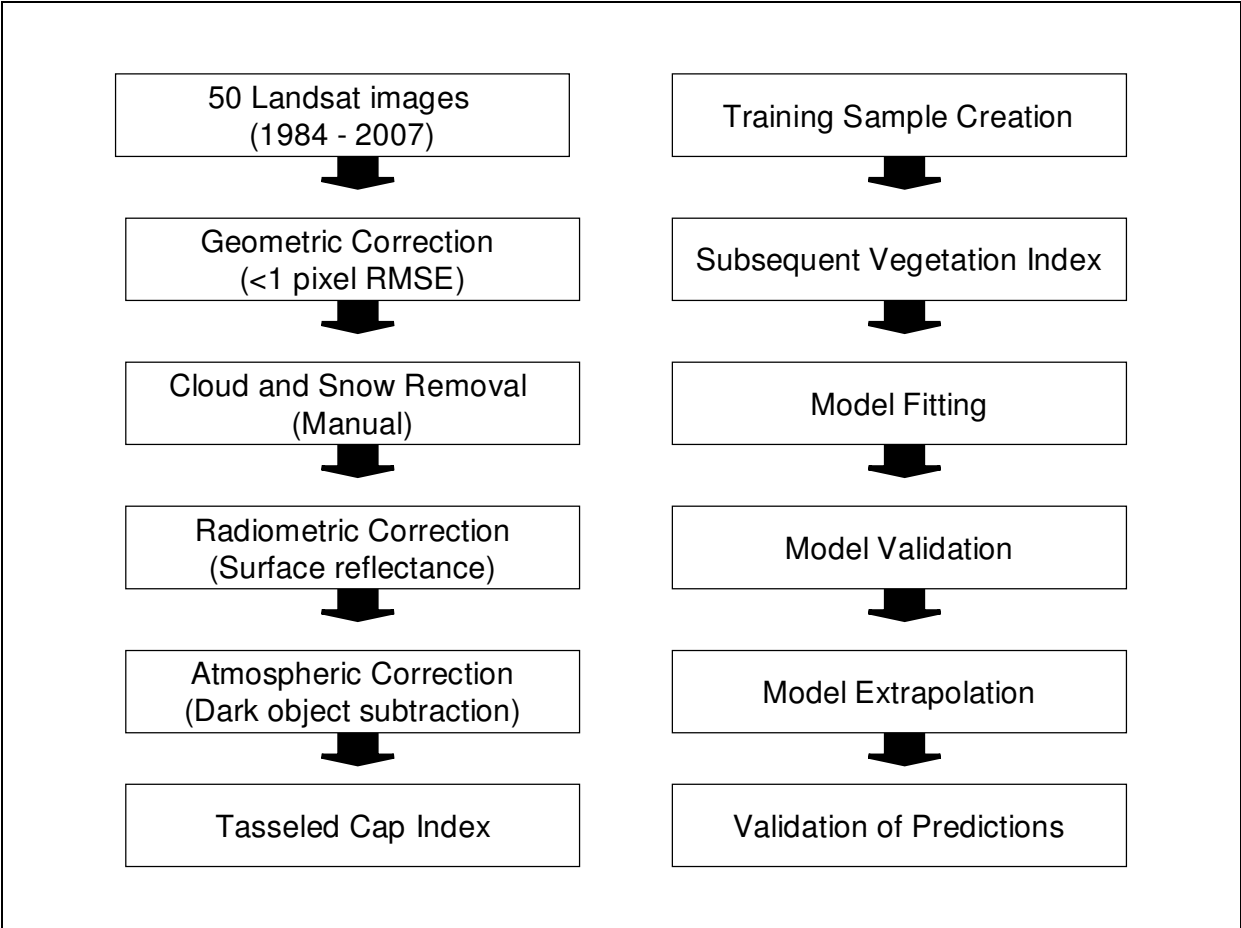 50 Landsat images
(1984 - 2007)
Geometric Correction
(<1 pixel RMSE)
Cloud and Snow Removal
(Manual)
Radiometric Correction
(Surface reflectance)
Atmospheric Correction
(Dark object subtraction)
Tasseled Cap Index
Training Sample Creation
Subsequent Vegetation Index
Model Fitting
Model Validation
Model Extrapolation
Validation of Predictions